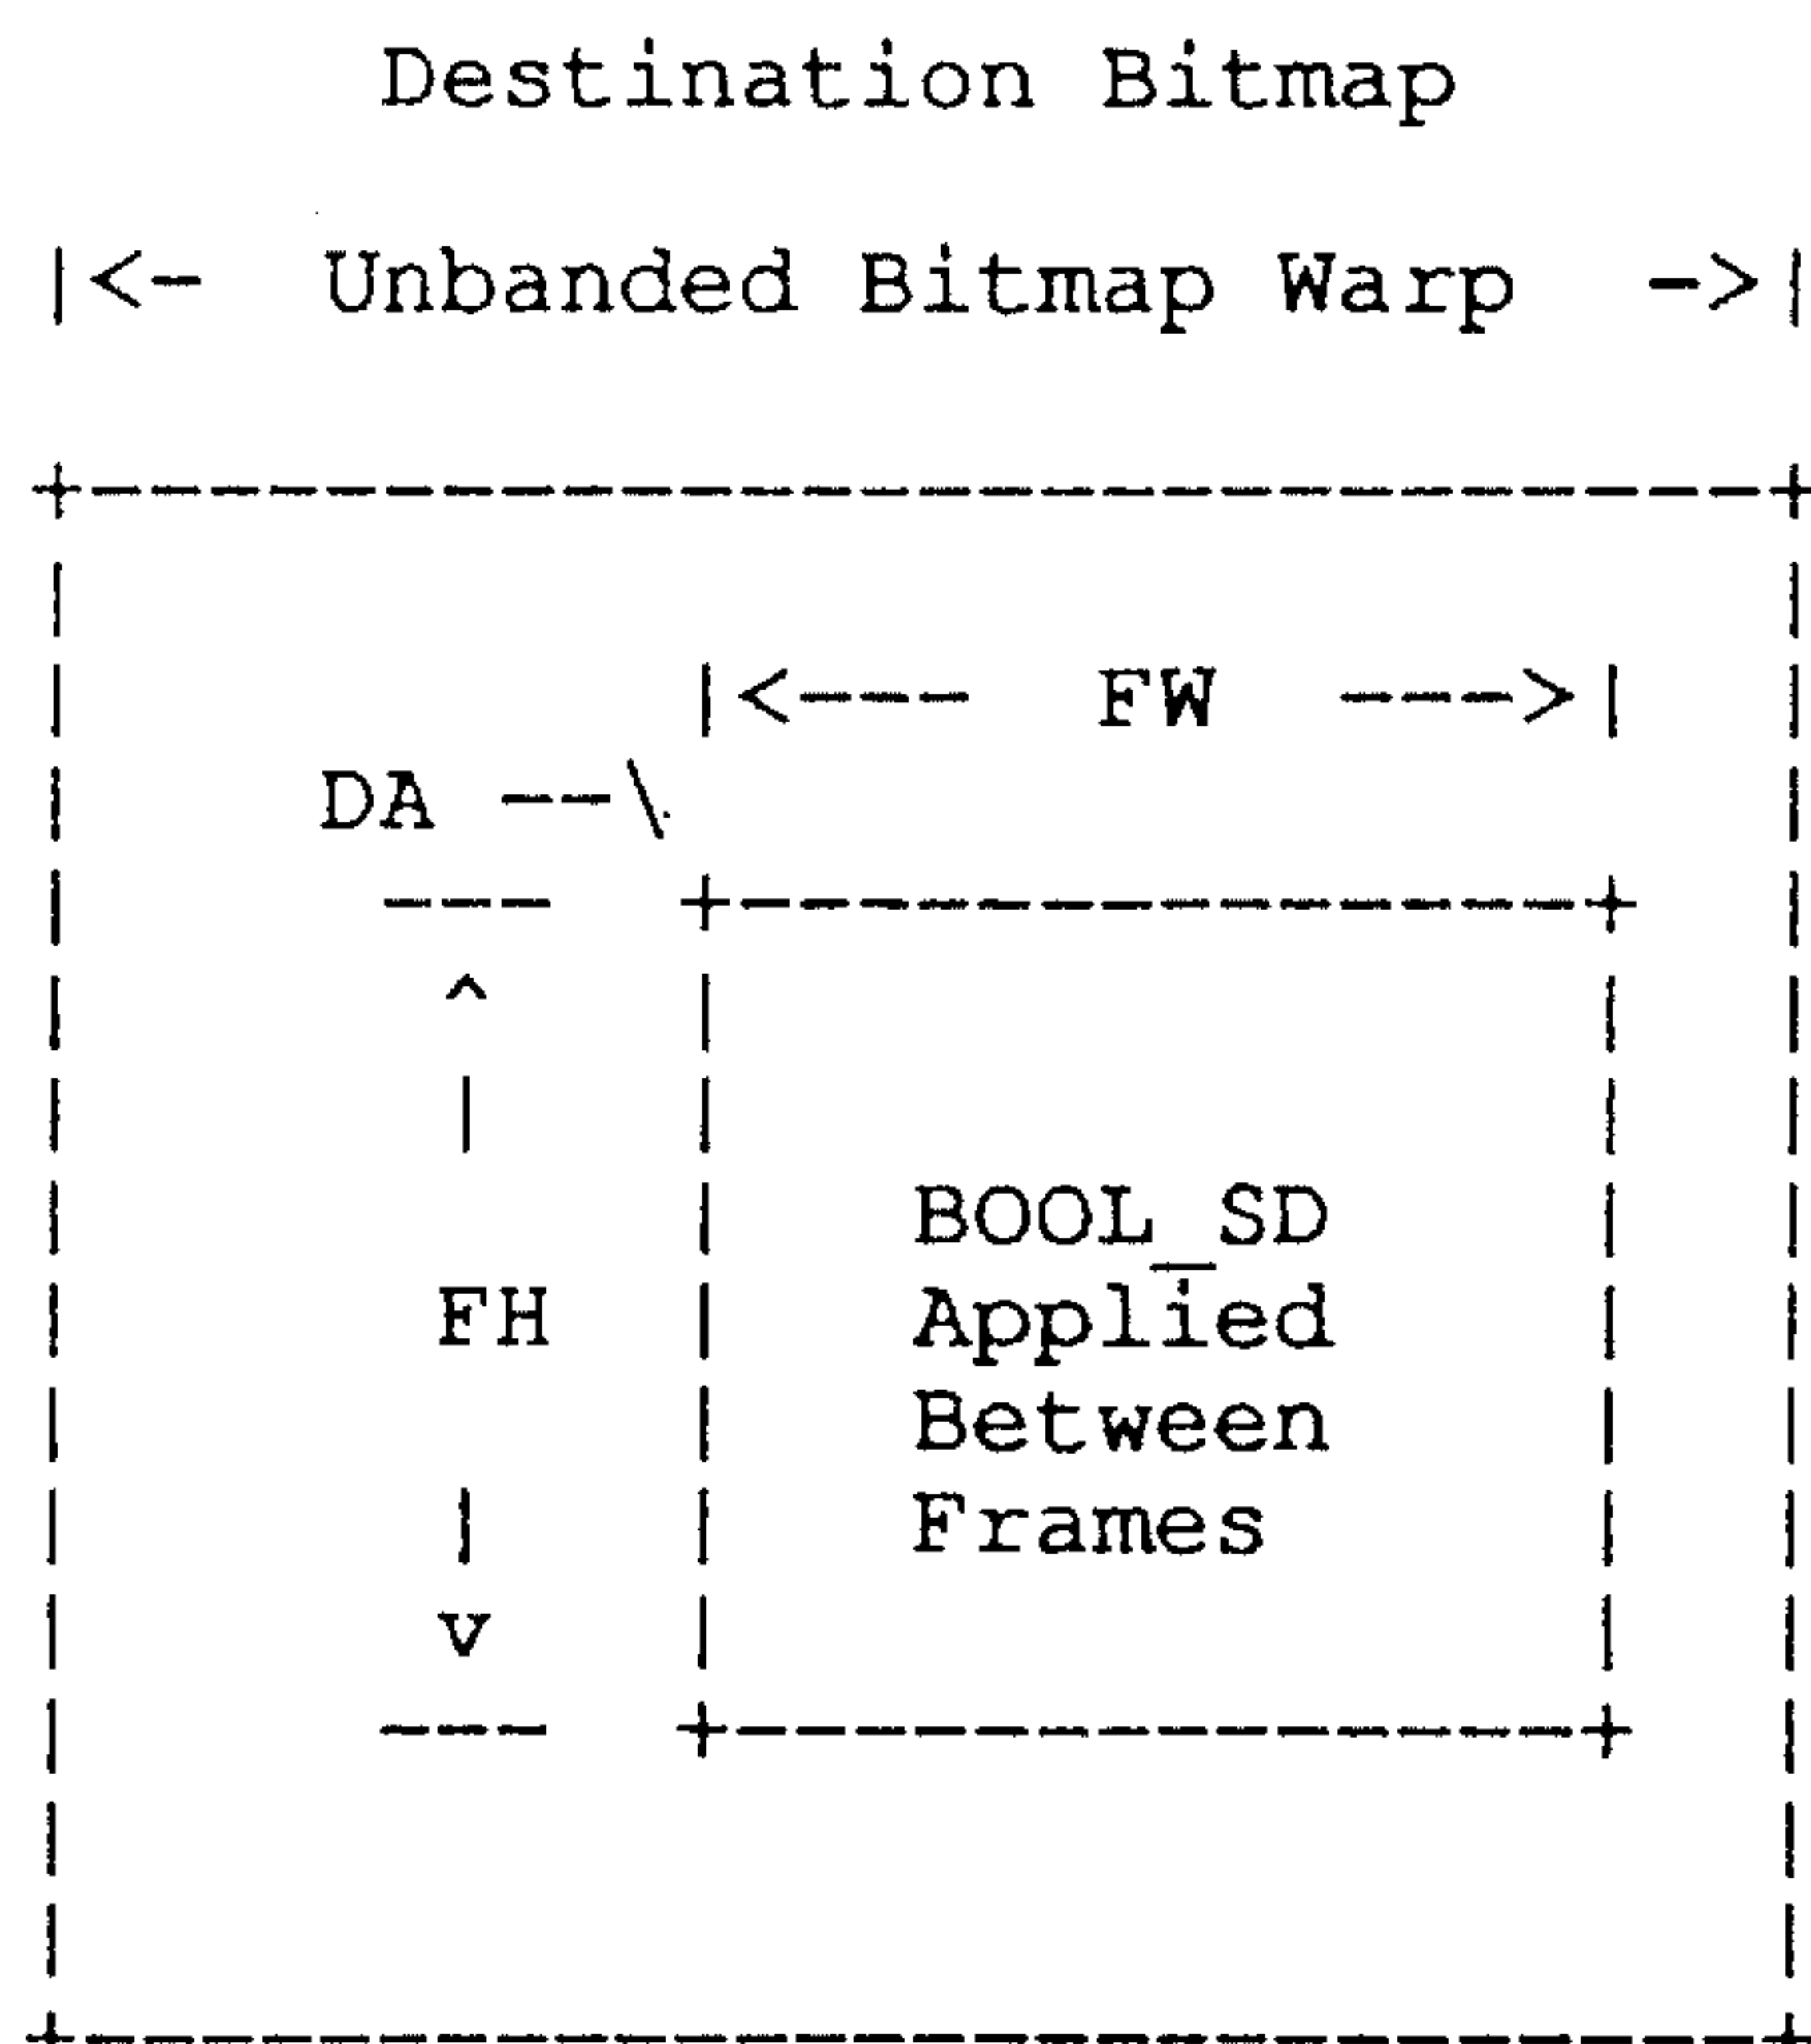 Destination Bitmap
|<-  Unbanded Bitmap Warp  ->|
|<---  FW  --->|
DA --\
FH
BOOL_SD
Applied
Between
Frames